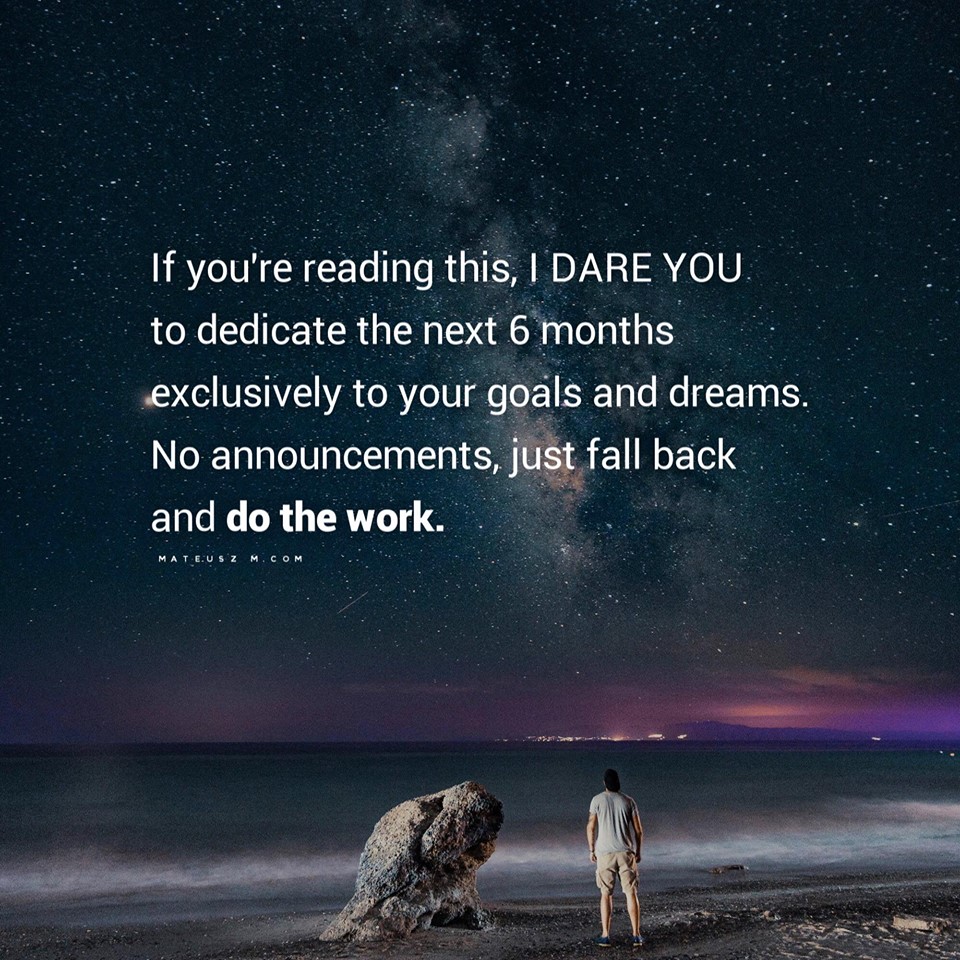 If you're reading this, I DARE YOU
to dedicate the next 6 months
exclusively to your goals and dreams.
No announcements, just fall back
and do the work.
MATEUSZ M.COM